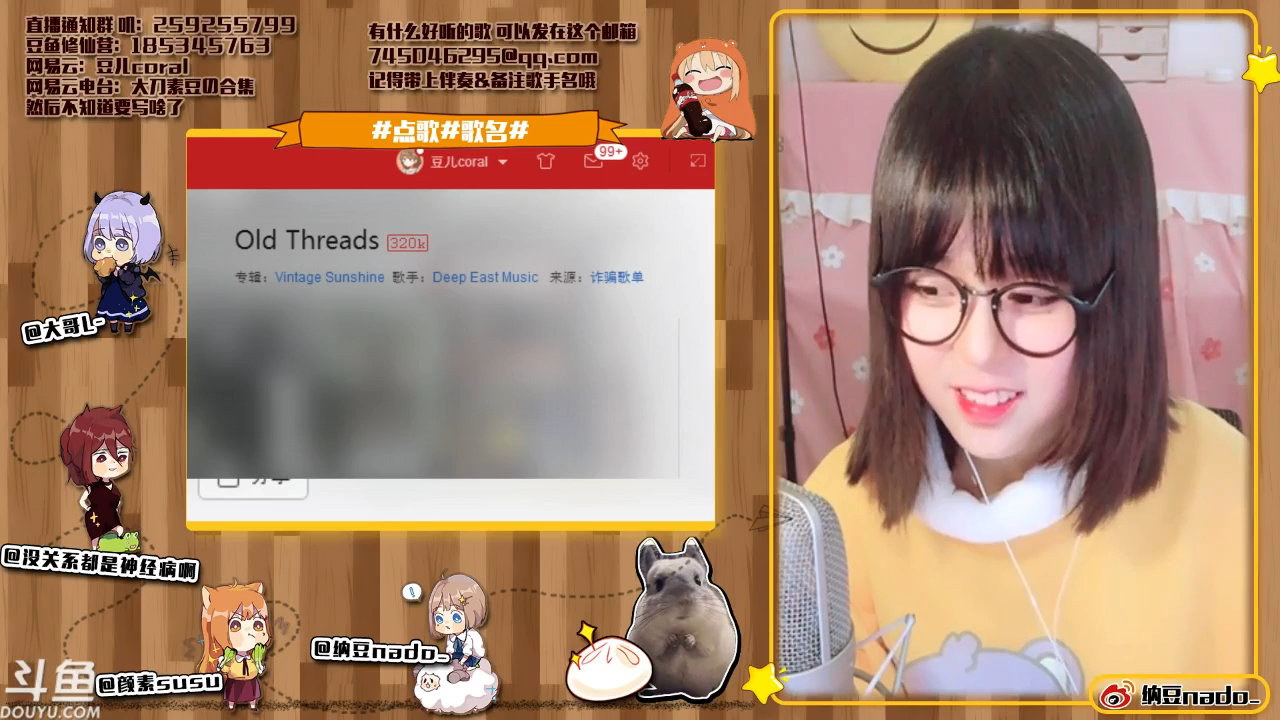 直播通知群 叽：259255799
豆鱼修仙营：185345763
网易云：豆儿coral
网易云电台：大刀素豆の合集
然后不知道要写啥了
有什么好听的歌 可以发在这个邮箱
745046295@qq.com
记得带上伴奏&备注歌手名哦
#点歌#歌名#
豆儿coral
99+
Old Threads 320k
专辑：Vintage Sunshine 歌手：Deep East Music 来源：诈骗歌单
分享
@大哥L-
@没关系都是神经病啊
@颜素susu
@纳豆nado_
斗鱼
DOUYU.COM
纳豆nado_